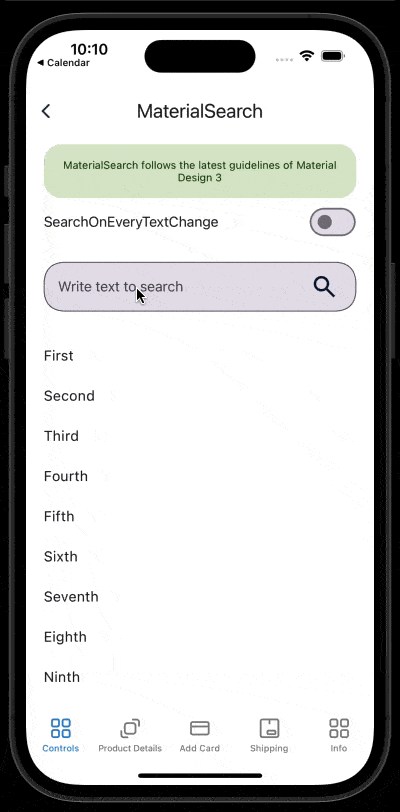 10:10
◀ Calendar
MaterialSearch
MaterialSearch follows the latest guidelines of Material
Design 3
SearchOnEveryTextChange
Write text to search
First
Second
Third
Fourth
Fifth
Sixth
Seventh
Eighth
Ninth
Controls Product Details Add Card Shipping Info